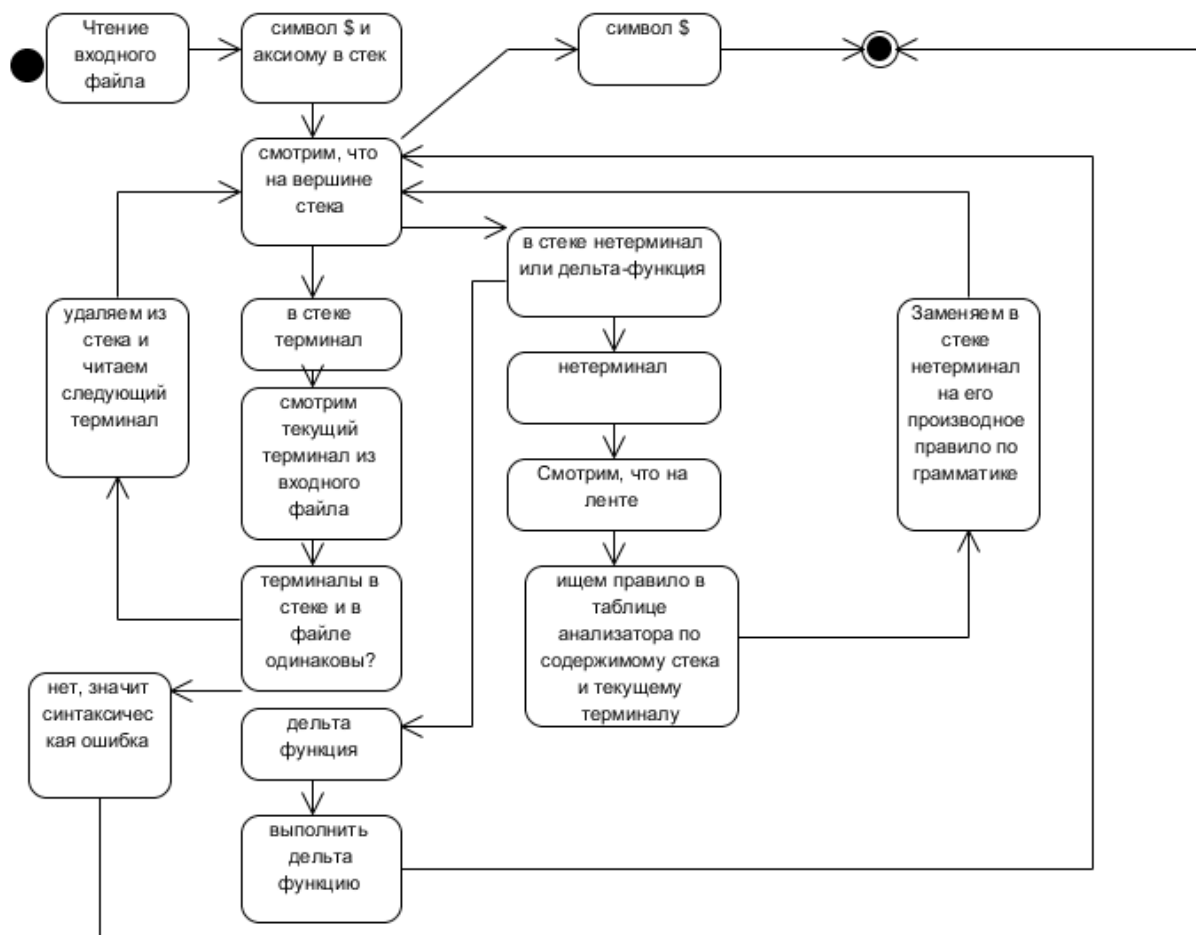 Чтение
входного
файла
символ $ и
аксиому в стек
символ $
смотрим, что
на вершине
стека
в стеке нетерминал
или дельта-функция
удаляем из
стека и
читаем
следующий
терминал
в стеке
терминал
нетерминал
Заменяем в
стеке
нетерминал
на его
производное
правило по
грамматике
смотрим
текущий
терминал из
входного
файла
Смотрим, что на
ленте
терминалы в
стеке и в
файле
одинаковы?
ищем правило в
таблице
анализатора по
содержимому стека
и текущему
терминалу
нет, значит
синтаксичес
кая ошибка
дельта
функция
выполнить
дельта
функцию